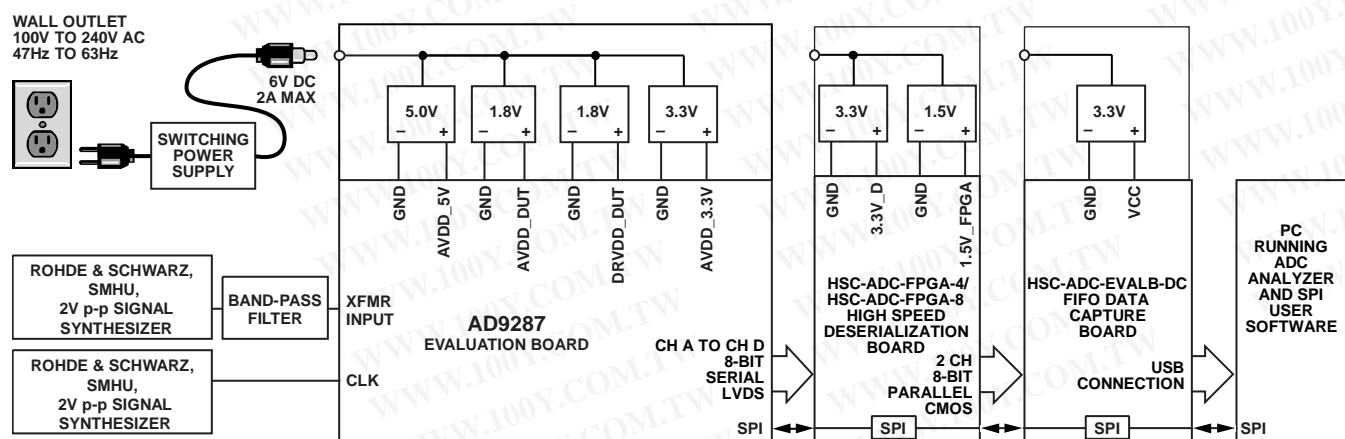 WALL OUTLET
100V TO 240V AC
47Hz TO 63Hz
6V DC
2A MAX
SWITCHING
POWER
SUPPLY
5.0V
1.8V
1.8V
3.3V
3.3V
1.5V
3.3V
– +
– +
– +
– +
– +
– +
– +
GND
AVDD_5V
GND
AVDD_DUT
GND
DRVDD_DUT
GND
AVDD_3.3V
GND
3.3V_D
GND
1.5V_FPGA
GND
VCC
ROHDE & SCHWARZ,
SMHU,
2V p-p SIGNAL
SYNTHESIZER
BAND-PASS
FILTER
XFMR
INPUT
ROHDE & SCHWARZ,
SMHU,
2V p-p SIGNAL
SYNTHESIZER
CLK
AD9287
EVALUATION BOARD
CH A TO CH D
8-BIT
SERIAL
LVDS
SPI
HSC-ADC-FPGA-4/
HSC-ADC-FPGA-8
HIGH SPEED
DESERIALIZATION
BOARD
2 CH
8-BIT
PARALLEL
CMOS
SPI
HSC-ADC-EVALB-DC
FIFO DATA
CAPTURE
BOARD
USB
CONNECTION
SPI
PC
RUNNING
ADC
ANALYZER
AND SPI
USER
SOFTWARE
SPI
WWW.100Y.COM.TW